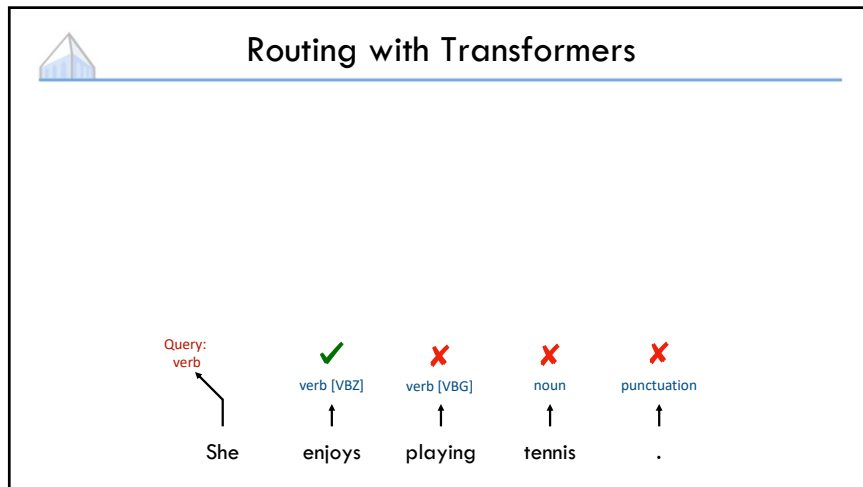 Routing with Transformers
Query:
verb
verb [VBZ] verb [VBG] noun punctuation
She enjoys playing tennis .